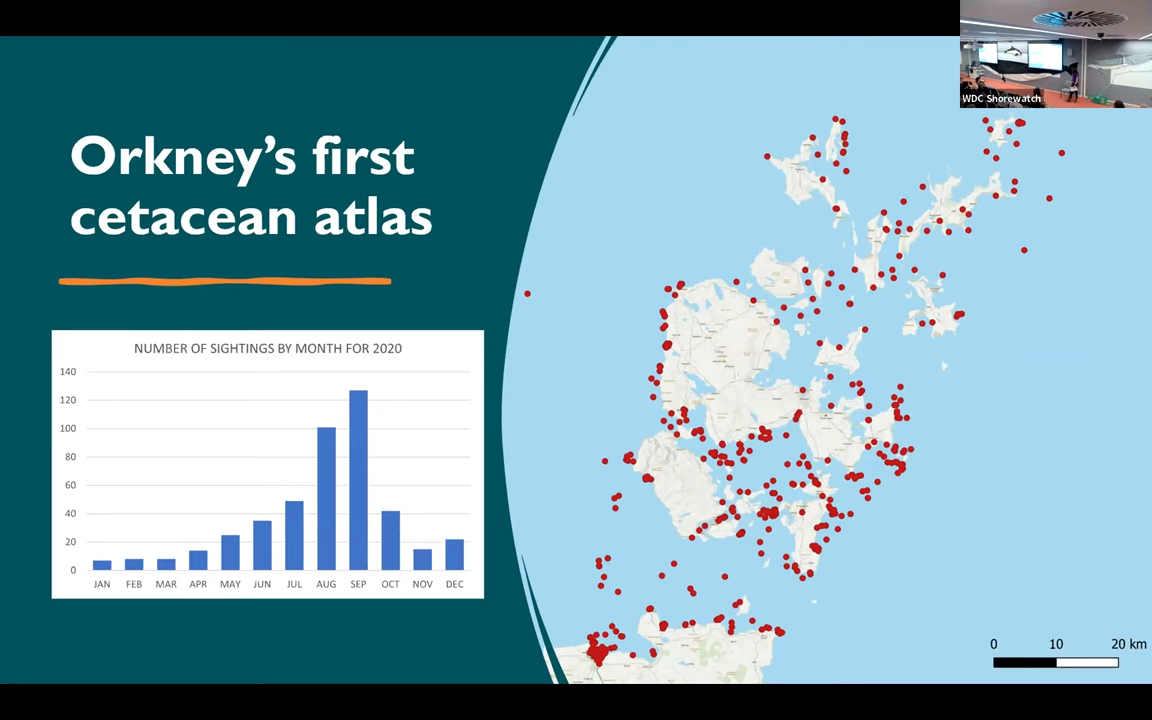 WDC Shorewatch
Orkney’s first
cetacean atlas
NUMBER OF SIGHTINGS BY MONTH FOR 2020
140
120
100
80
60
40
20
0
JAN FEB MAR APR MAY JUN JUL AUG SEP OCT NOV DEC
0 10 20 km